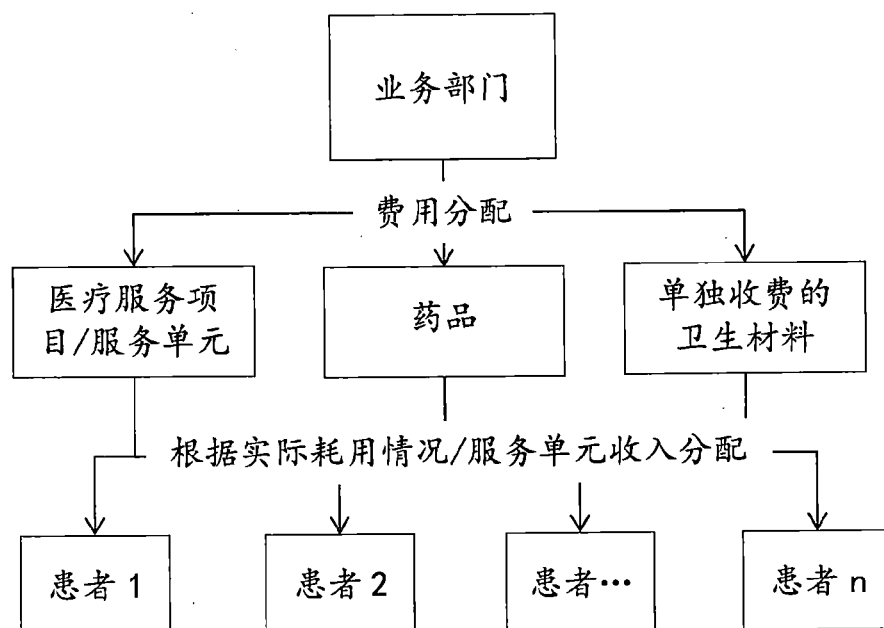 业务部门
费用分配
医疗服务项
目/服务单元
药品
单独收费的
卫生材料
根据实际耗用情况/服务单元收入分配
患者 1
患者 2
患者…
患者 n